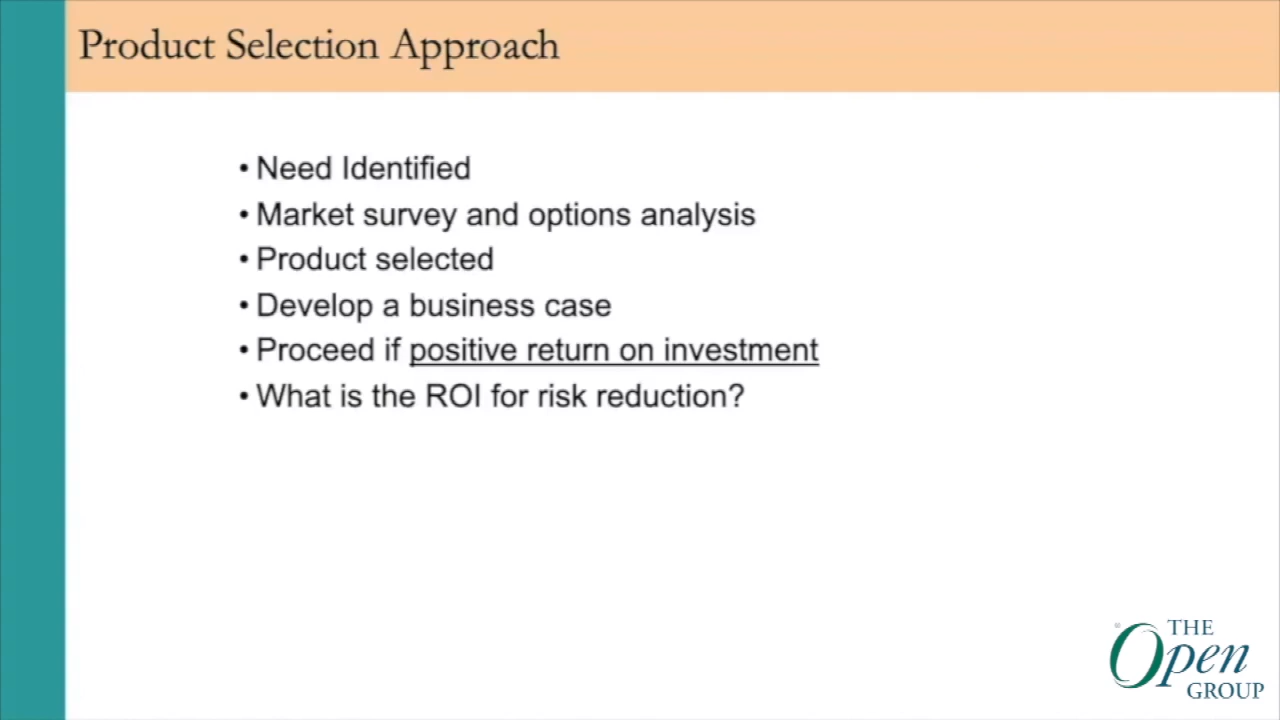 Product Selection Approach
• Need Identified
• Market survey and options analysis
• Product selected
• Develop a business case
• Proceed if positive return on investment
• What is the ROI for risk reduction?
THE
Open
GROUP